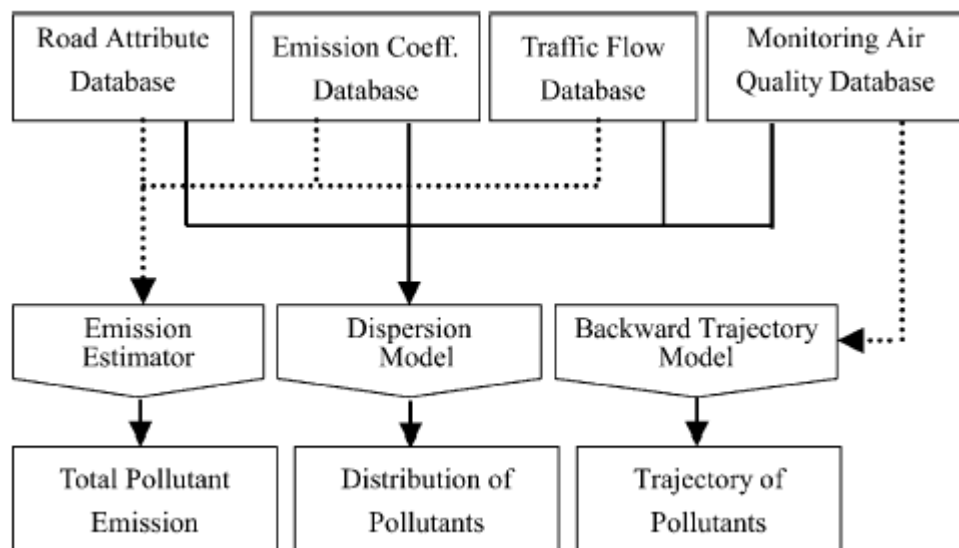 Road Attribute
Database
Emission Coeff.
Database
Traffic Flow
Database
Monitoring Air
Quality Database
Emission
Estimator
Dispersion
Model
Backward Trajectory
Model
Total Pollutant
Emission
Distribution of
Pollutants
Trajectory of
Pollutants